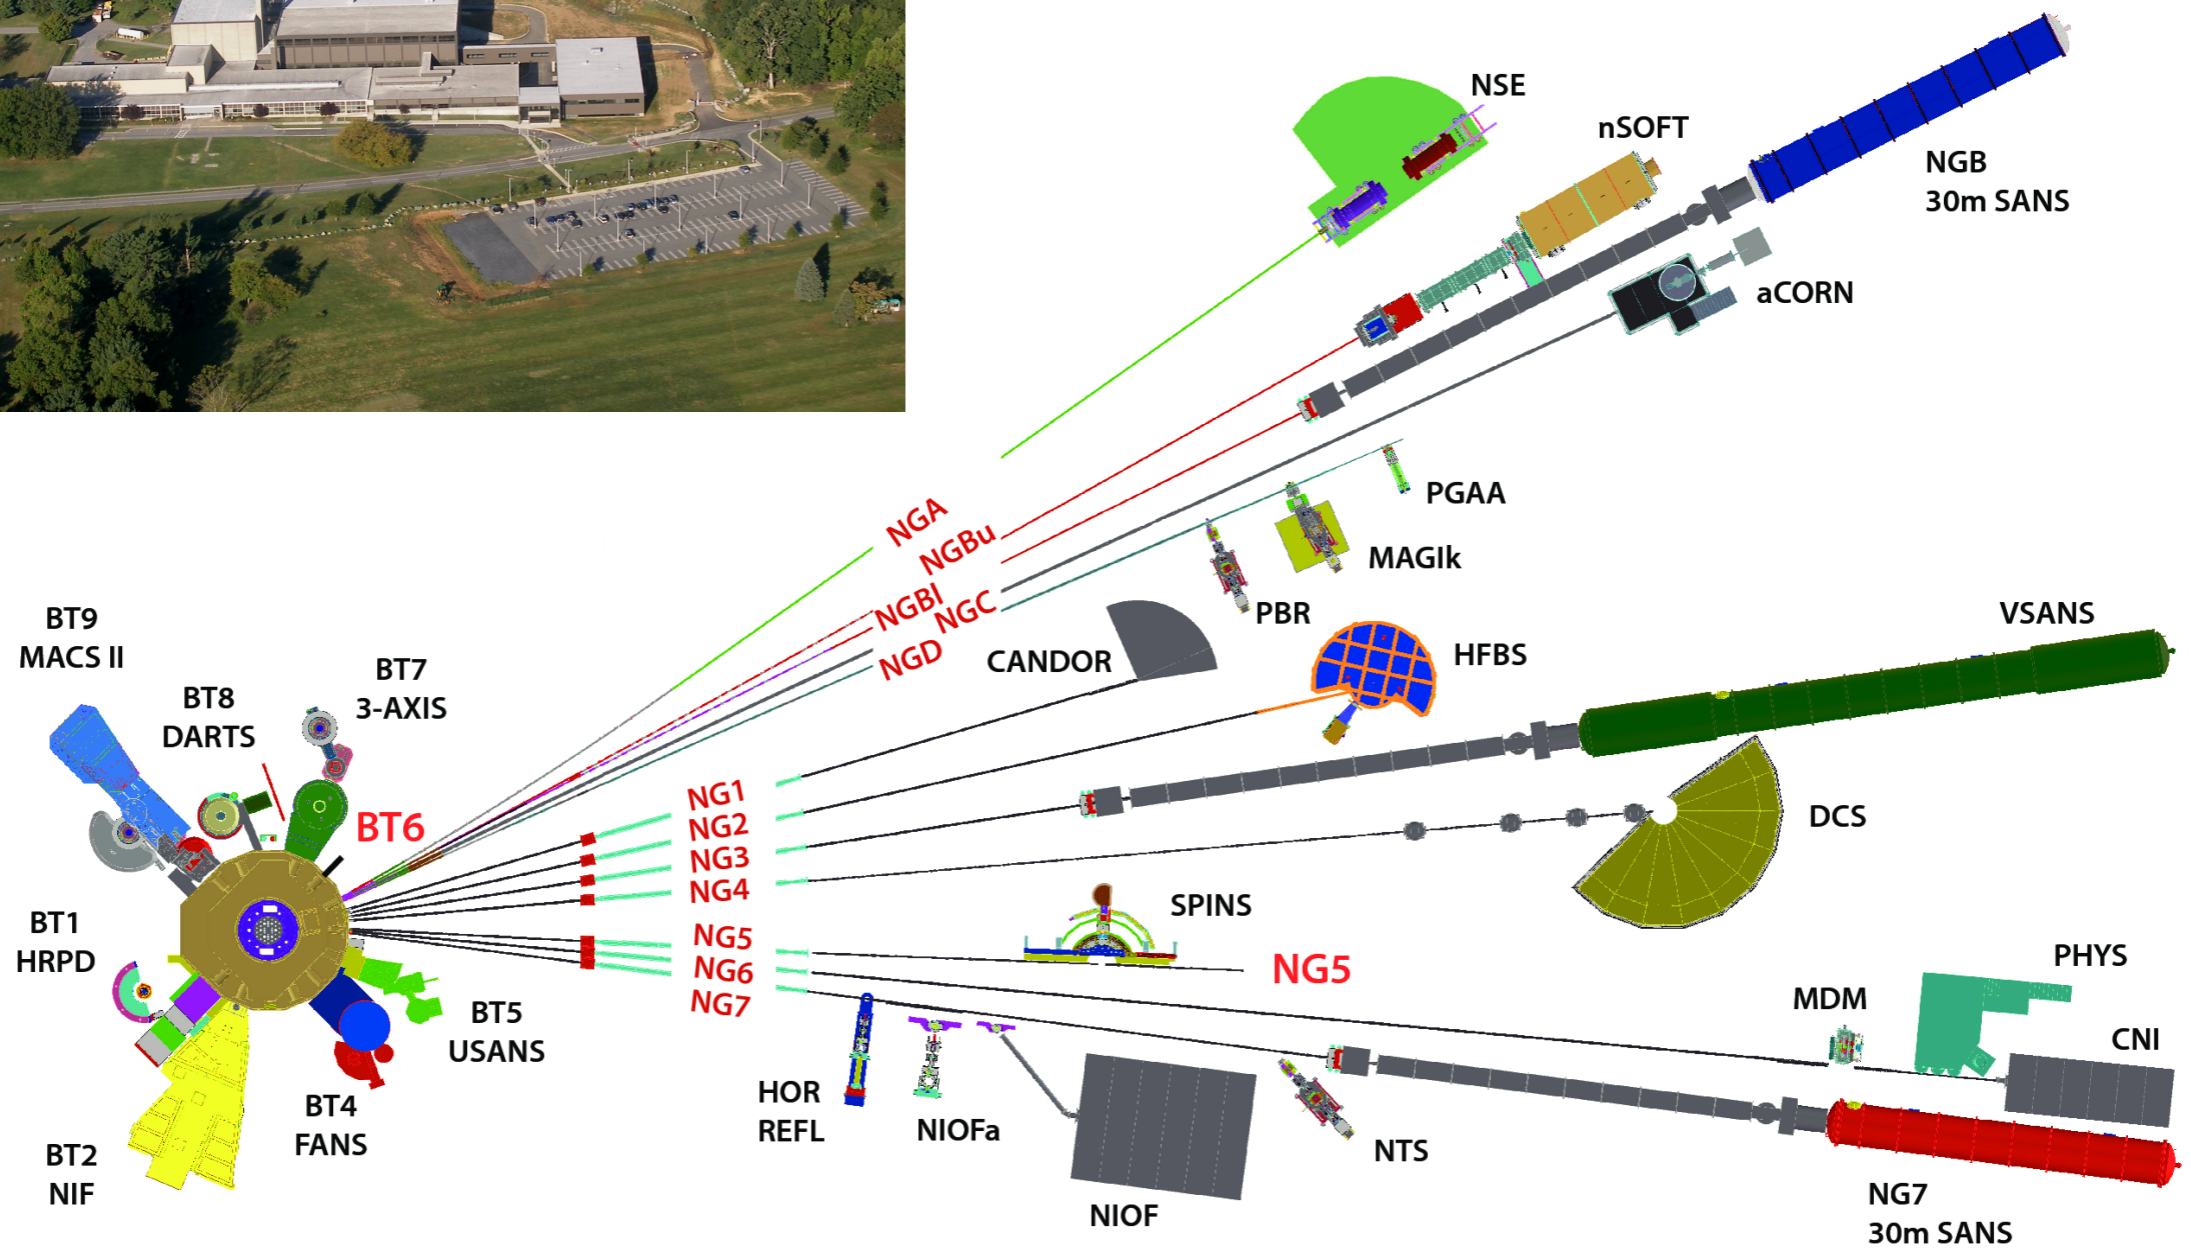 NSE
nSOFT
NGB
30m SANS
aCORN
NGA
NGBu
NGBl
NGC
NGD
PGAA
MAGIk
PBR
CANDOR
HFBS
VSANS
DCS
BT9
MACS II
BT8
DARTS
BT7
3-AXIS
BT6
NG1
NG2
NG3
NG4
NG5
NG6
NG7
SPINS
NG5
BT1
HRPD
BT5
USANS
BT4
FANS
BT2
NIF
HOR
REFL
NIOFa
NIOF
NTS
MDM
PHYS
CNI
NG7
30m SANS